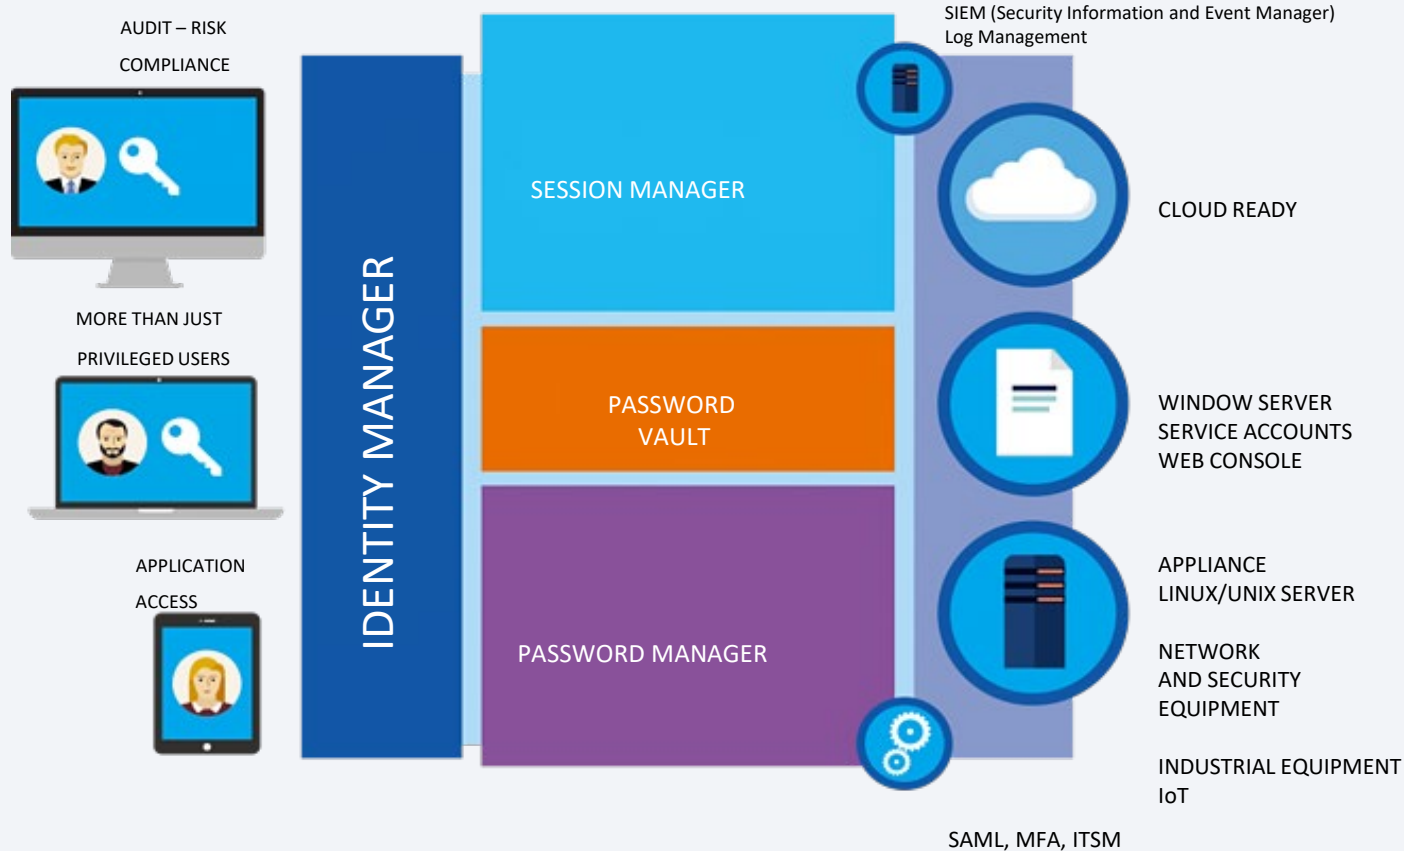 AUDIT – RISK
COMPLIANCE
MORE THAN JUST
PRIVILEGED USERS
APPLICATION
ACCESS
IDENTITY MANAGER
SESSION MANAGER
PASSWORD
VAULT
PASSWORD MANAGER
SIEM (Security Information and Event Manager)
Log Management
CLOUD READY
WINDOW SERVER
SERVICE ACCOUNTS
WEB CONSOLE
APPLIANCE
LINUX/UNIX SERVER
NETWORK
AND SECURITY
EQUIPMENT
INDUSTRIAL EQUIPMENT
IoT
SAML, MFA, ITSM